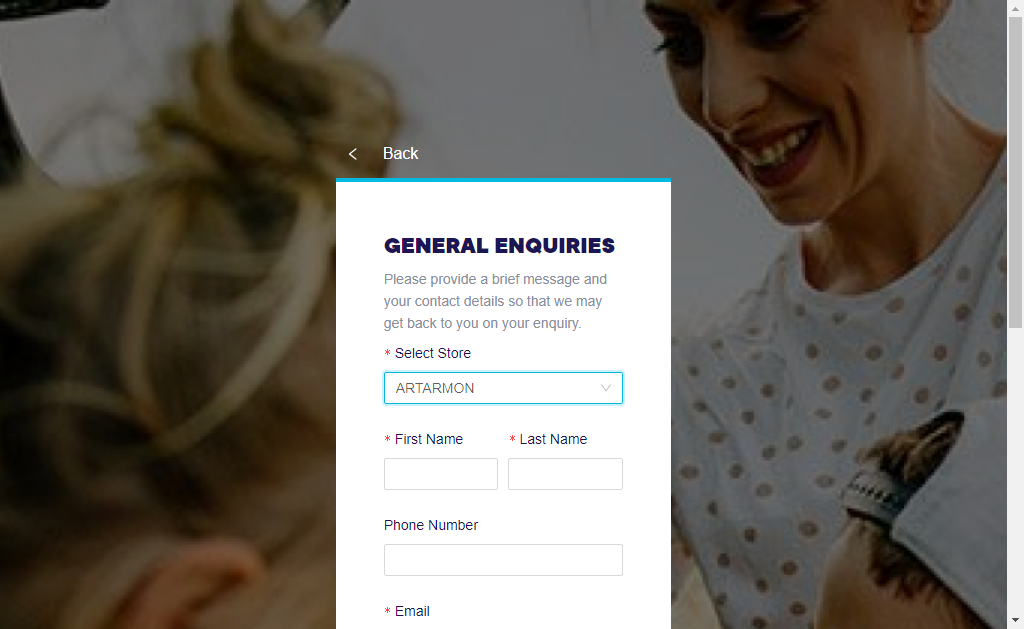 Back
GENERAL ENQUIRIES
Please provide a brief message and
your contact details so that we may
get back to you on your enquiry.
* Select Store
ARTARMON
* First Name * Last Name
Phone Number
* Email